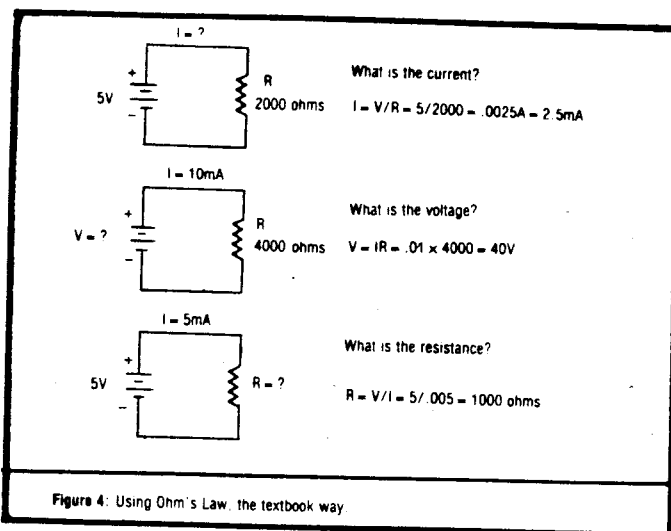 I = ?
5V
+
-
R
2000 ohms
What is the current?
I = V/R = 5/2000 = .0025A = 2.5mA
I = 10mA
V = ?
+
-
R
4000 ohms
What is the voltage?
V = IR = .01 x 4000 = 40V
I = 5mA
5V
+
-
R = ?
What is the resistance?
R = V/I = 5/.005 = 1000 ohms
Figure 4: Using Ohm's Law, the textbook way.